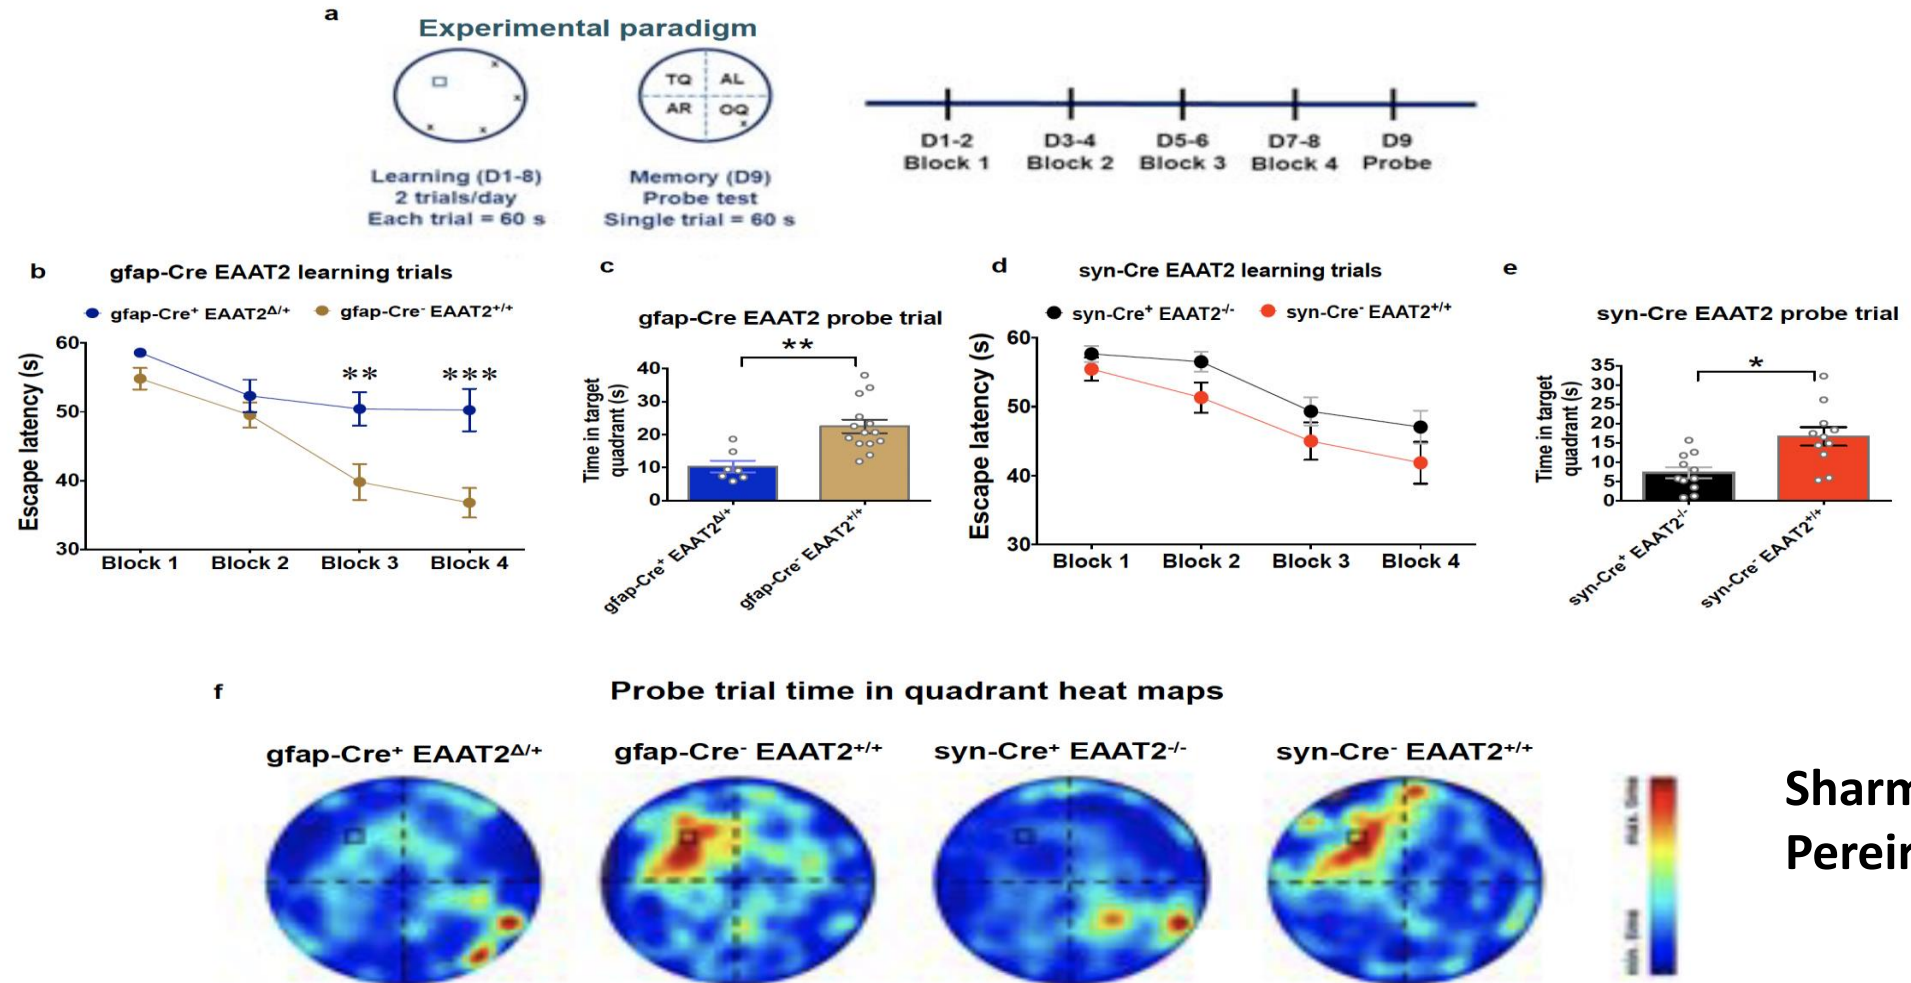 a
Experimental paradigm
x
x
x
x
TQ AL
AR OQ
x
Learning (D1-8)
2 trials/day
Each trial = 60 s
Memory (D9)
Probe test
Single trial = 60 s
D1-2 D3-4 D5-6 D7-8 D9
Block 1 Block 2 Block 3 Block 4 Probe
b gfap-Cre EAAT2 learning trials
gfap-Cre⁺ EAAT2Δ/⁺ gfap-Cre⁻ EAAT2⁺/⁺
Escape latency (s)
60
50
40
30
** ***
Block 1 Block 2 Block 3 Block 4
c
gfap-Cre EAAT2 probe trial
**
Time in target
quadrant (s)
40
30
20
10
0
gfap-Cre⁺ EAAT2Δ/⁺
gfap-Cre⁻ EAAT2⁺/⁺
d syn-Cre EAAT2 learning trials
syn-Cre⁺ EAAT2⁻/⁻ syn-Cre⁻ EAAT2⁺/⁺
Escape latency (s)
60
50
40
30
Block 1 Block 2 Block 3 Block 4
e
syn-Cre EAAT2 probe trial
*
Time in target
quadrant (s)
35
30
25
20
15
10
5
0
syn-Cre⁺ EAAT2⁻/⁻
syn-Cre⁻ EAAT2⁺/⁺
f Probe trial time in quadrant heat maps
gfap-Cre⁺ EAAT2Δ/⁺ gfap-Cre⁻ EAAT2⁺/⁺ syn-Cre⁺ EAAT2⁻/⁻ syn-Cre⁻ EAAT2⁺/⁺
max.
min.
Sharm
Pereir